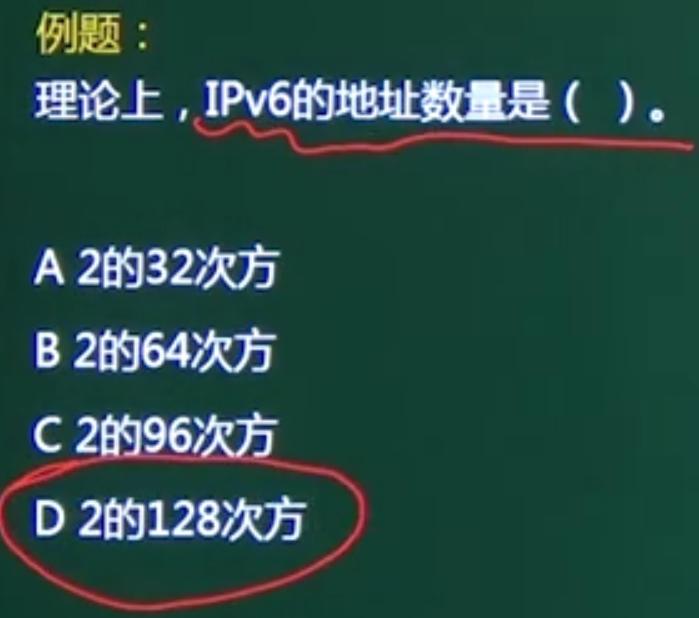 例题：
理论上，IPv6的地址数量是（ ）。
A 2的32次方
B 2的64次方
C 2的96次方
D 2的128次方